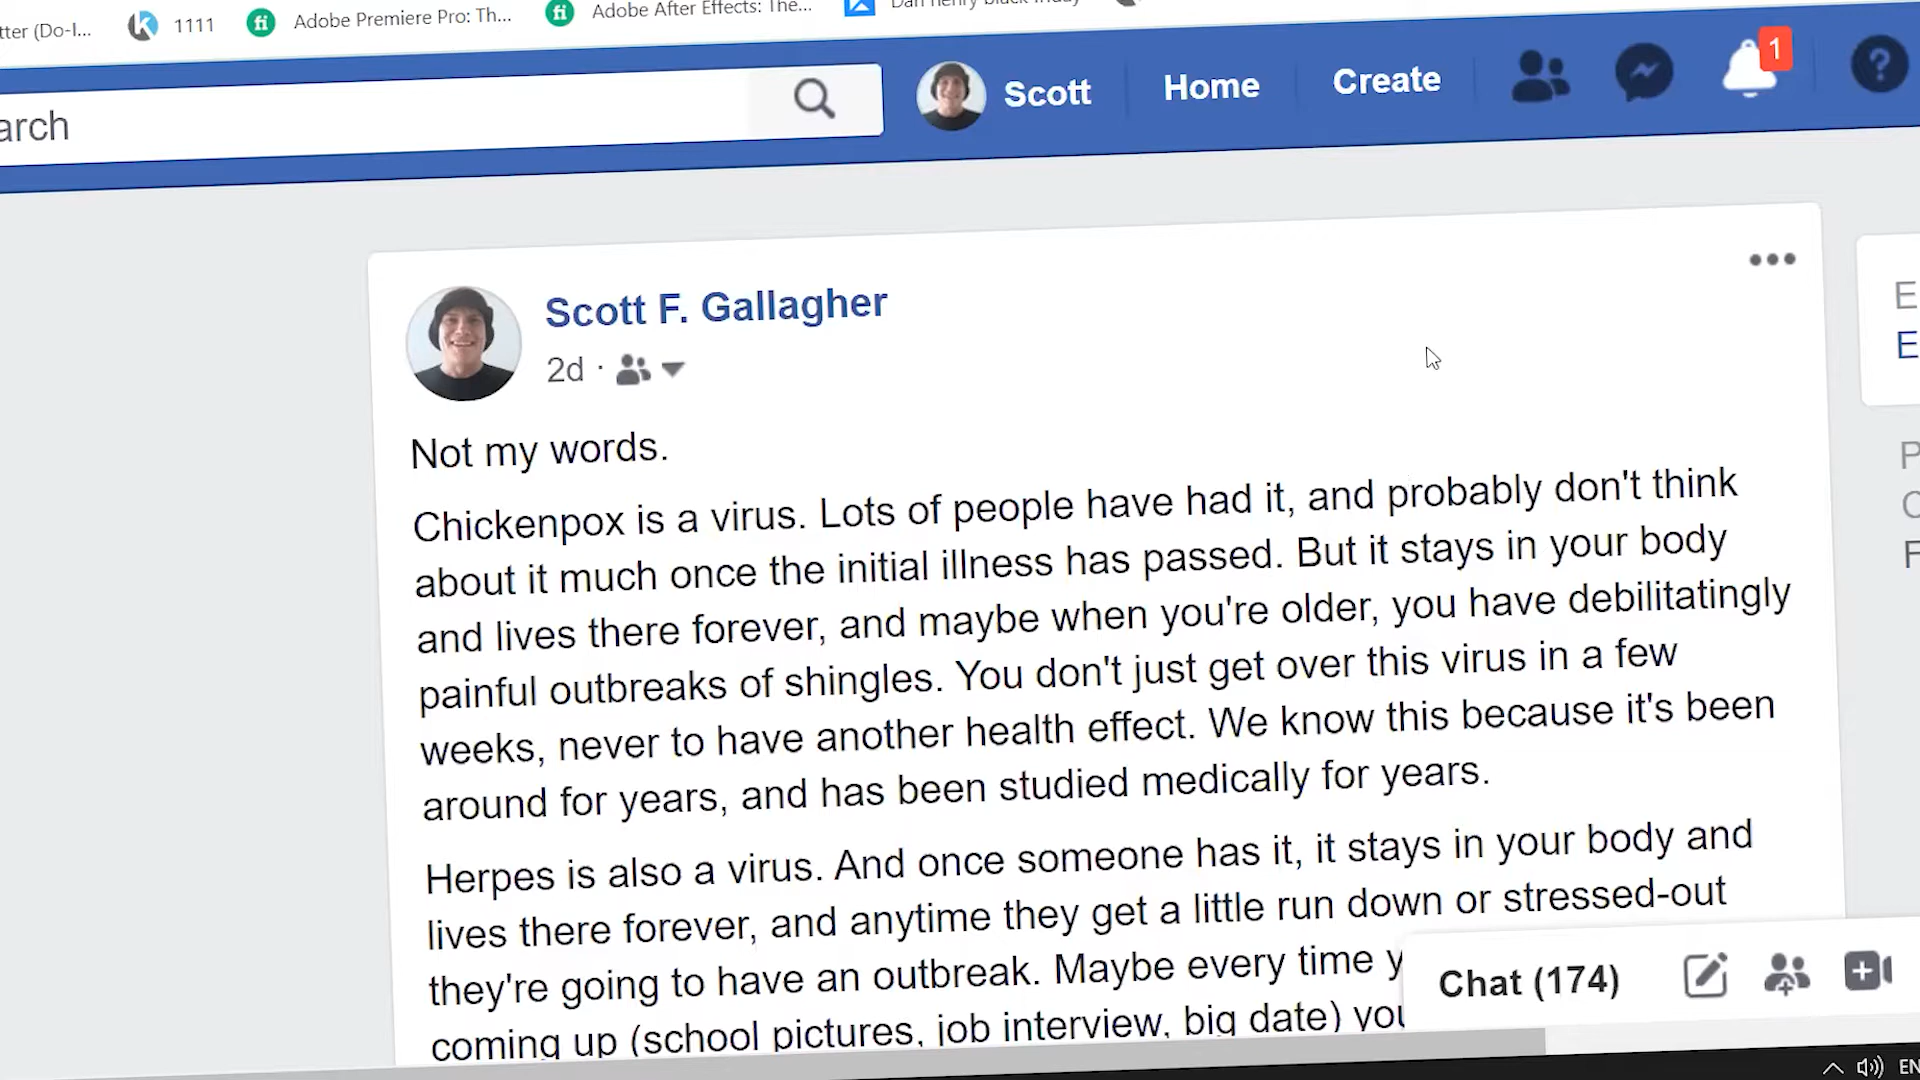 1111
Adobe Premiere Pro: Th...
Adobe After Effects: The...
arch
Scott
Home
Create
1
?
Scott F. Gallagher
2d ·
Not my words.
Chickenpox is a virus. Lots of people have had it, and probably don't think
about it much once the initial illness has passed. But it stays in your body
and lives there forever, and maybe when you're older, you have debilitatingly
painful outbreaks of shingles. You don't just get over this virus in a few
weeks, never to have another health effect. We know this because it's been
around for years, and has been studied medically for years.
Herpes is also a virus. And once someone has it, it stays in your body and
lives there forever, and anytime they get a little run down or stressed-out
they're going to have an outbreak. Maybe every time y
coming up (school pictures, job interview, big date) you
Chat (174)
EN